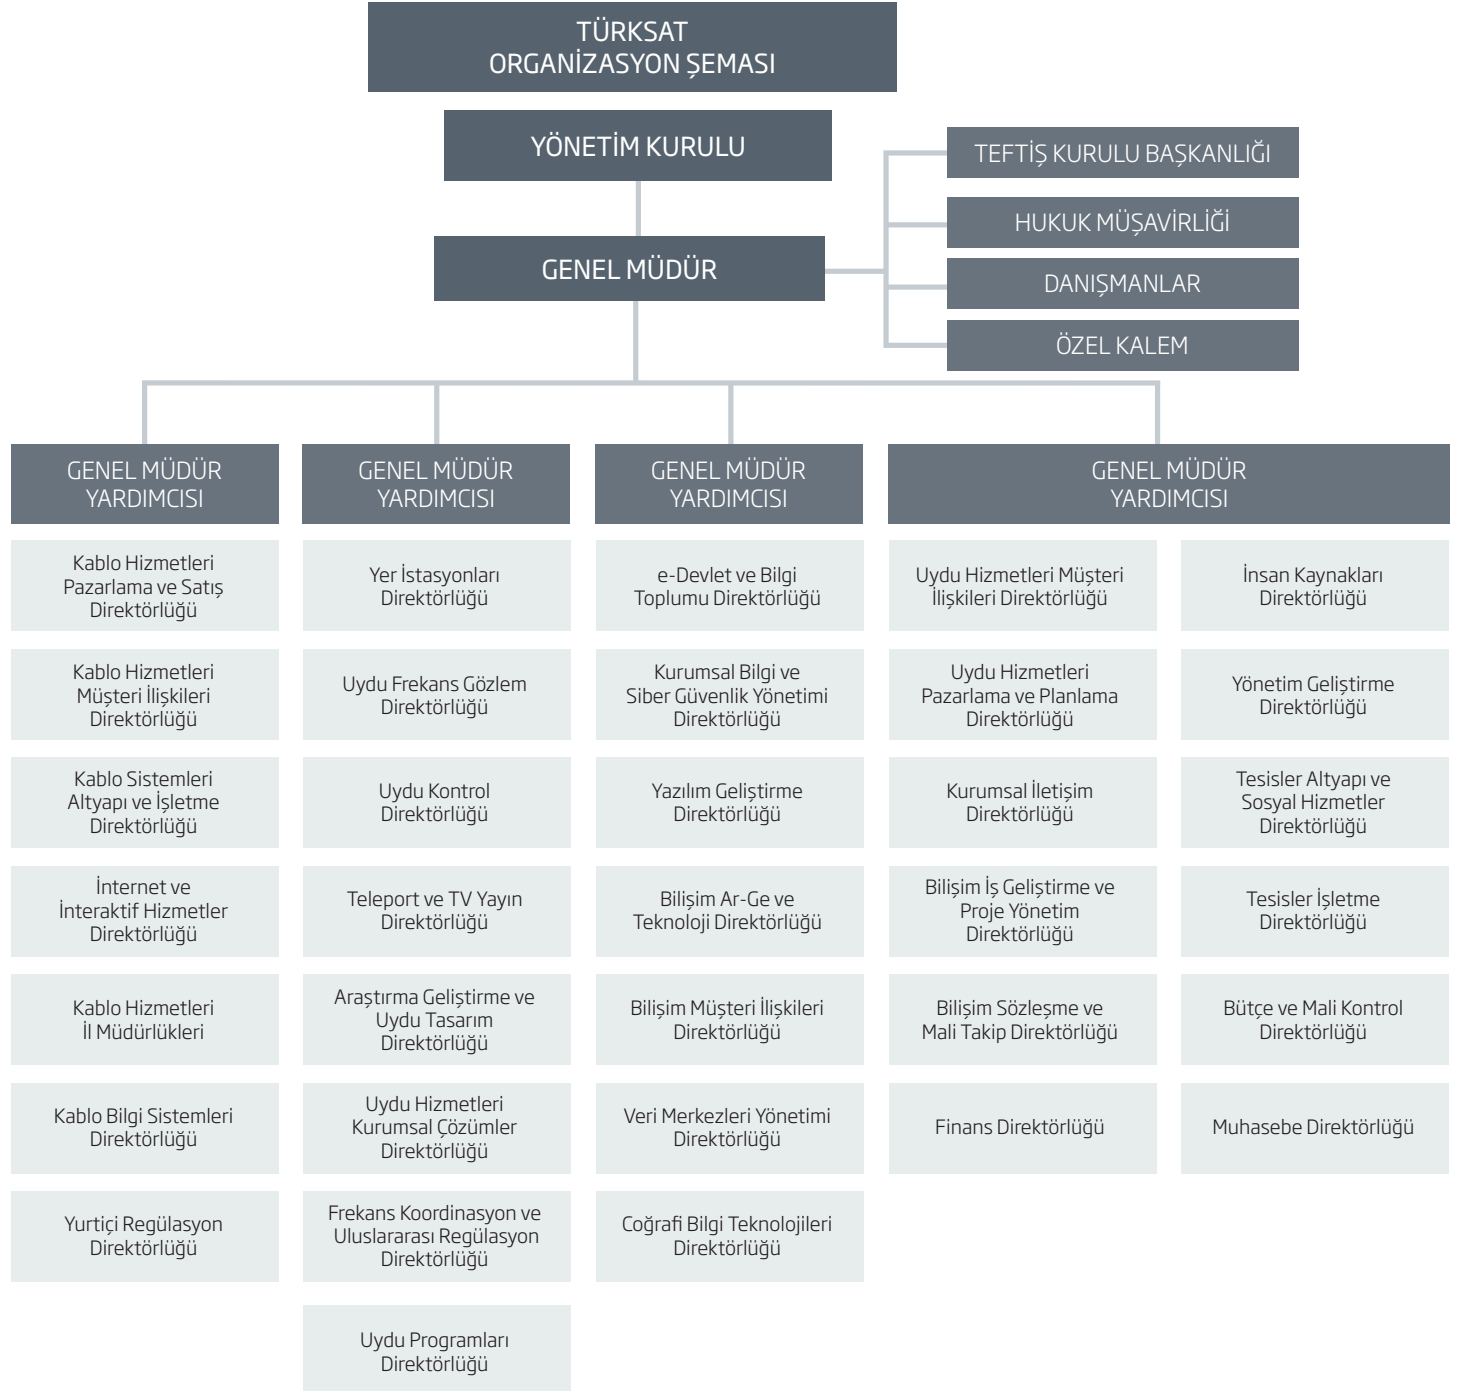 TÜRKSAT
ORGANİZASYON ŞEMASI
YÖNETİM KURULU
TEFTİŞ KURULU BAŞKANLIĞI
HUKUK MÜŞAVİRLİĞİ
GENEL MÜDÜR
DANIŞMANLAR
ÖZEL KALEM
GENEL MÜDÜR
YARDIMCISI
Kablo Hizmetleri
Pazarlama ve Satış
Direktörlüğü
Kablo Hizmetleri
Müşteri İlişkileri
Direktörlüğü
Kablo Sistemleri
Altyapı ve İşletme
Direktörlüğü
İnternet ve
İnteraktif Hizmetler
Direktörlüğü
Kablo Hizmetleri
İl Müdürlükleri
Kablo Bilgi Sistemleri
Direktörlüğü
Yurtiçi Regülasyon
Direktörlüğü
GENEL MÜDÜR
YARDIMCISI
Yer İstasyonları
Direktörlüğü
Uydu Frekans Gözlem
Direktörlüğü
Uydu Kontrol
Direktörlüğü
Teleport ve TV Yayın
Direktörlüğü
Araştırma Geliştirme ve
Uydu Tasarım
Direktörlüğü
Uydu Hizmetleri
Kurumsal Çözümler
Direktörlüğü
Frekans Koordinasyon ve
Uluslararası Regülasyon
Direktörlüğü
Uydu Programları
Direktörlüğü
GENEL MÜDÜR
YARDIMCISI
e-Devlet ve Bilgi
Toplumu Direktörlüğü
Kurumsal Bilgi ve
Siber Güvenlik Yönetimi
Direktörlüğü
Yazılım Geliştirme
Direktörlüğü
Bilişim Ar-Ge ve
Teknoloji Direktörlüğü
Bilişim Müşteri İlişkileri
Direktörlüğü
Veri Merkezleri Yönetimi
Direktörlüğü
Coğrafi Bilgi Teknolojileri
Direktörlüğü
GENEL MÜDÜR
YARDIMCISI
Uydu Hizmetleri Müşteri
İlişkileri Direktörlüğü
Uydu Hizmetleri
Pazarlama ve Planlama
Direktörlüğü
Kurumsal İletişim
Direktörlüğü
Bilişim İş Geliştirme ve
Proje Yönetim
Direktörlüğü
Bilişim Sözleşme ve
Mali Takip Direktörlüğü
Finans Direktörlüğü
İnsan Kaynakları
Direktörlüğü
Yönetim Geliştirme
Direktörlüğü
Tesisler Altyapı ve
Sosyal Hizmetler
Direktörlüğü
Tesisler İşletme
Direktörlüğü
Bütçe ve Mali Kontrol
Direktörlüğü
Muhasebe Direktörlüğü